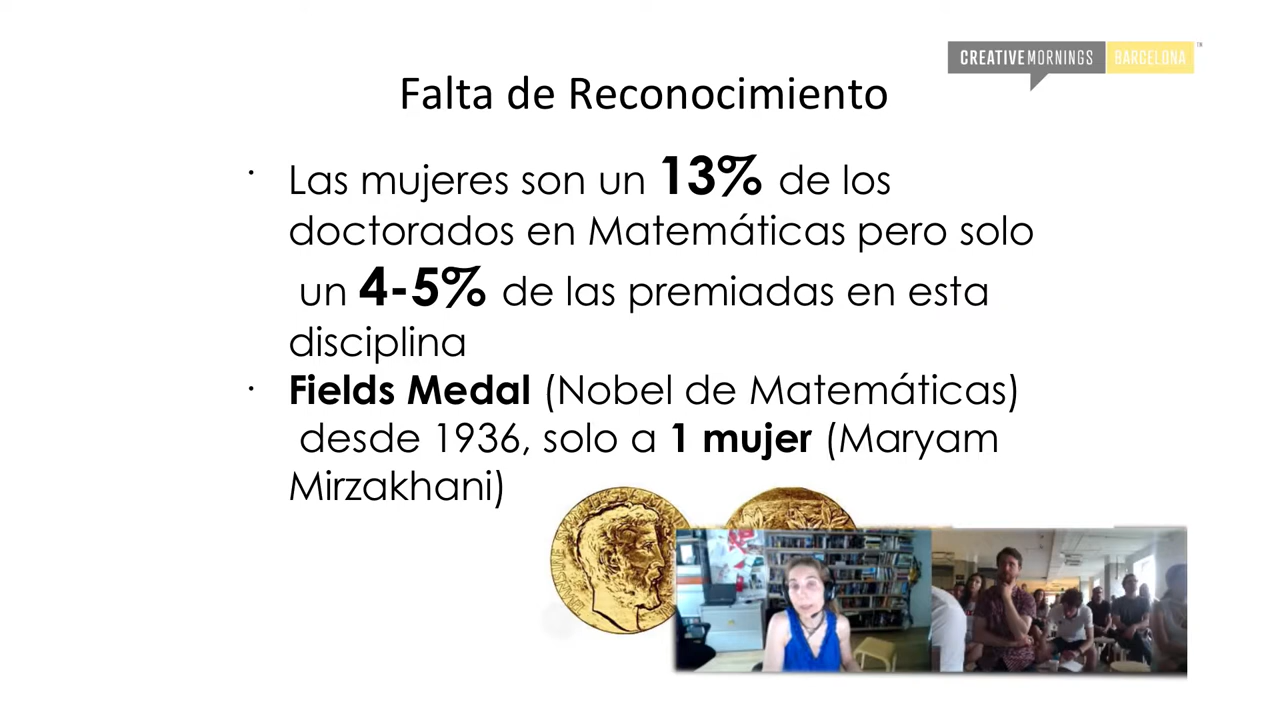 CREATIVEMORNINGS BARCELONA ™
Falta de Reconocimiento
• Las mujeres son un 13% de los
doctorados en Matemáticas pero solo
un 4-5% de las premiadas en esta
disciplina
• Fields Medal (Nobel de Matemáticas)
desde 1936, solo a 1 mujer (Maryam
Mirzakhani)